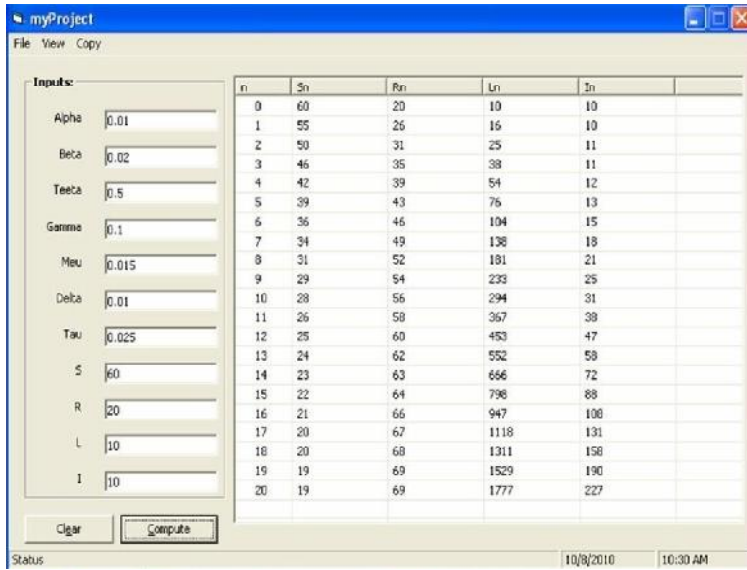 myProject
File View Copy
Inputs:
Alpha 0.01
Beta 0.02
Teeta 0.5
Gamma 0.1
Meu 0.015
Delta 0.01
Tau 0.025
S 60
R 20
L 10
I 10
Clear Compute
n Sn Rn Ln In
0 60 20 10 10
1 55 26 16 10
2 50 31 25 11
3 46 35 38 11
4 42 39 54 12
5 39 43 76 13
6 36 46 104 15
7 34 49 138 18
8 31 52 181 21
9 29 54 233 25
10 28 56 294 31
11 26 58 367 38
12 25 60 453 47
13 24 62 552 58
14 23 63 666 72
15 22 64 798 88
16 21 66 947 108
17 20 67 1118 131
18 20 68 1311 158
19 19 69 1529 190
20 19 69 1777 227
Status 10/8/2010 10:30 AM